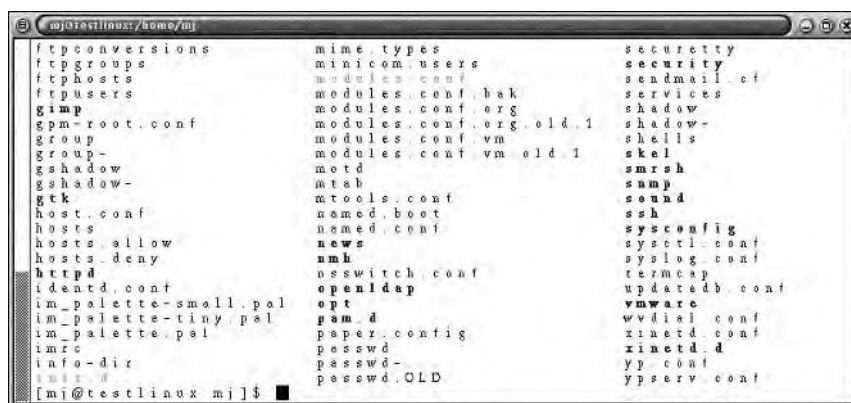 mj@testlinux:/home/mj
ftpconversions mime.types securetty
ftpgroups minicom.users security
ftphosts modules.conf sendmail.cf
ftpusers modules.conf.bak services
gimp modules.conf.org shadow
gpm-root.conf modules.conf.org.old.1 shadow-
group modules.conf.vm shells
group- modules.conf.vm.old.1 skel
gshadow motd smrsh
gshadow- mtab snmp
gtk mtools.conf sound
host.conf named.boot ssh
hosts named.conf sysconfig
hosts.allow news sysctl.conf
hosts.deny nmh syslog.conf
httpd nsswitch.conf termcap
identd.conf openldap updatedb.conf
im_palette-small.pal opt vmware
im_palette-tiny.pal pam.d wvdial.conf
im_palette.pal paper.config xinetd.conf
imrc passwd xinetd.d
info-dir passwd- yp.conf
init.d passwd.OLD ypserv.conf
[mj@testlinux mj]$